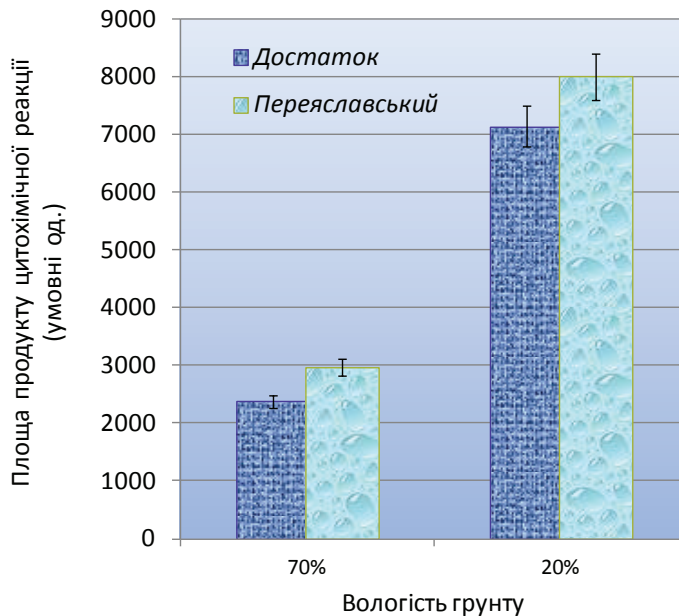 Площа продукту цитохімічної реакції
(умовні од.)
9000
8000
7000
6000
5000
4000
3000
2000
1000
0
Достаток
Переяславський
70%
20%
Вологість грунту